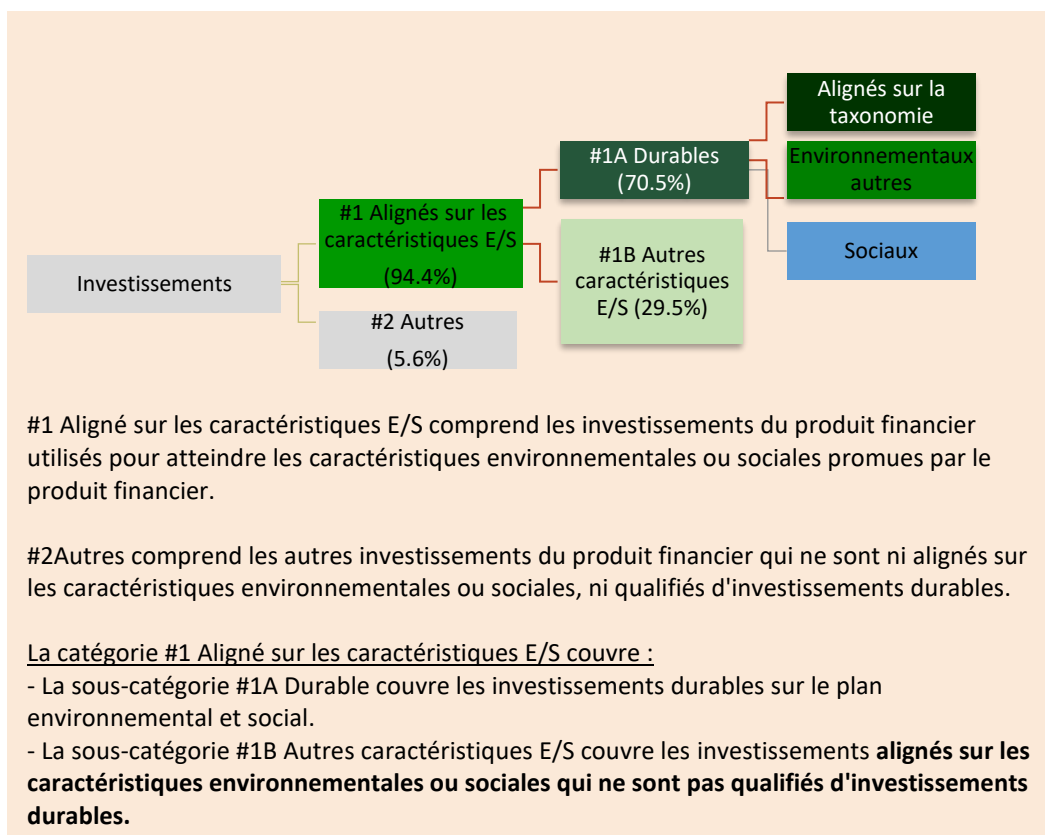 Investissements
#1 Alignés sur les
caractéristiques E/S
(94.4%)
#2 Autres
(5.6%)
#1A Durables
(70.5%)
#1B Autres
caractéristiques
E/S (29.5%)
Alignés sur la
taxonomie
Environnementaux
autres
Sociaux
#1 Aligné sur les caractéristiques E/S comprend les investissements du produit financier
utilisés pour atteindre les caractéristiques environnementales ou sociales promues par le
produit financier.
#2Autres comprend les autres investissements du produit financier qui ne sont ni alignés sur
les caractéristiques environnementales ou sociales, ni qualifiés d'investissements durables.
La catégorie #1 Aligné sur les caractéristiques E/S couvre :
- La sous-catégorie #1A Durable couvre les investissements durables sur le plan
environnemental et social.
- La sous-catégorie #1B Autres caractéristiques E/S couvre les investissements alignés sur les
caractéristiques environnementales ou sociales qui ne sont pas qualifiés d'investissements
durables.